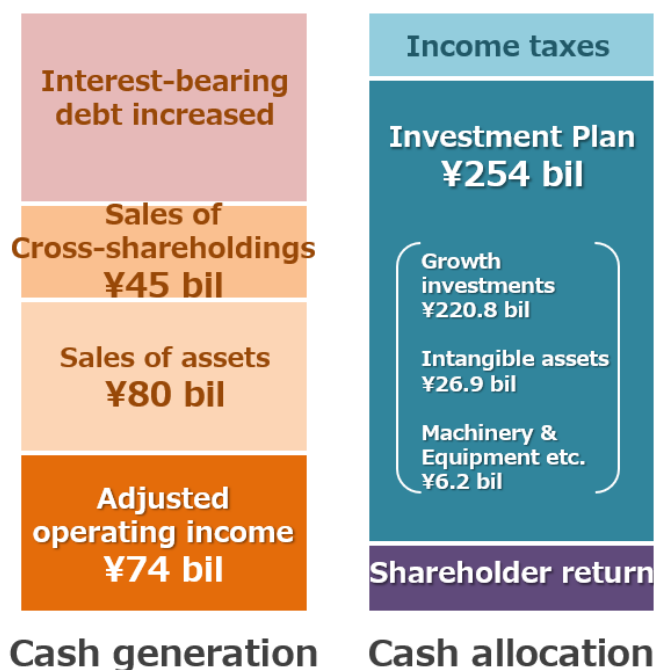 Interest-bearing
debt increased
Sales of
Cross-shareholdings
¥45 bil
Sales of assets
¥80 bil
Adjusted
operating income
¥74 bil
Cash generation
Income taxes
Investment Plan
¥254 bil
Growth
investments
¥220.8 bil
Intangible assets
¥26.9 bil
Machinery &
Equipment etc.
¥6.2 bil
Shareholder return
Cash allocation